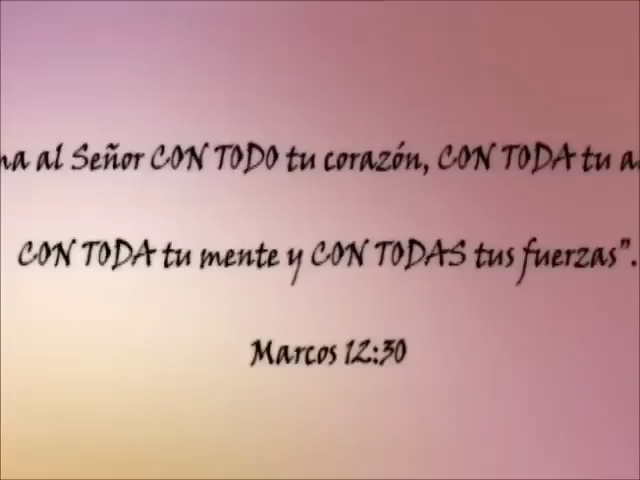 al Señor CON TODO tu corazón, CON TODA tu
CON TODA tu mente y CON TODAS tus fuerzas”.
Marcos 12:30